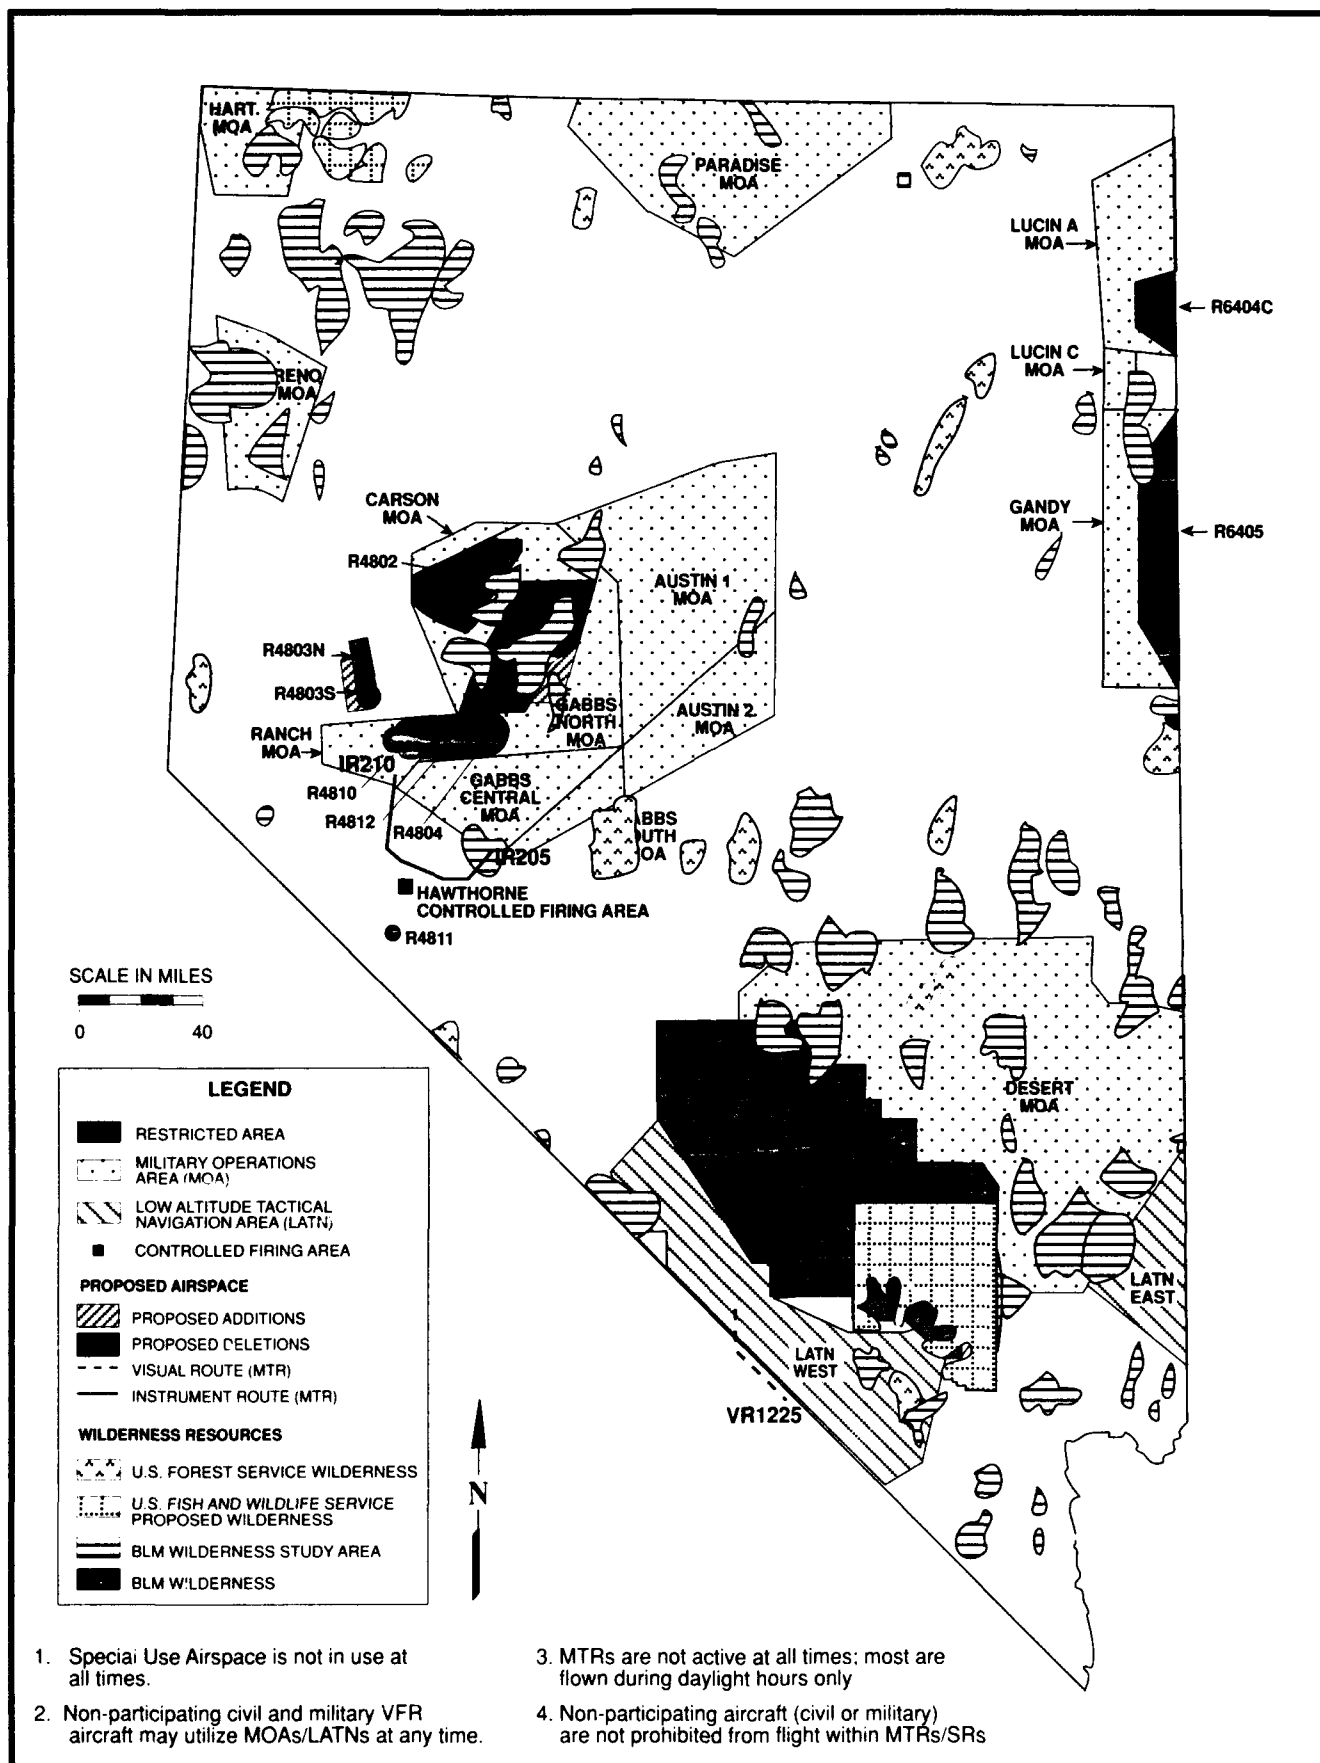 HART.
MOA
PARADISE
MOA
LUCIN A
MOA
R6404C
LUCIN C
MOA
RENO
MOA
CARSON
MOA
GANDY
MOA
R6405
R4802
AUSTIN 1
MOA
R4803N
R4803S
GABBS
NORTH
MOA
AUSTIN 2
MOA
RANCH
MOA
IR210
R4810
GABBS
CENTRAL
MOA
R4812
R4804
ABBS
OUTH
OA
IR205
HAWTHORNE
CONTROLLED FIRING AREA
R4811
SCALE IN MILES
0 40
DESERT
MOA
LEGEND
RESTRICTED AREA
MILITARY OPERATIONS
AREA (MOA)
LOW ALTITUDE TACTICAL
NAVIGATION AREA (LATN)
CONTROLLED FIRING AREA
PROPOSED AIRSPACE
PROPOSED ADDITIONS
PROPOSED DELETIONS
VISUAL ROUTE (MTR)
INSTRUMENT ROUTE (MTR)
WILDERNESS RESOURCES
U.S. FOREST SERVICE WILDERNESS
U.S. FISH AND WILDLIFE SERVICE
PROPOSED WILDERNESS
BLM WILDERNESS STUDY AREA
BLM WILDERNESS
LATN
EAST
LATN
WEST
VR1225
N
1. Special Use Airspace is not in use at
all times.
2. Non-participating civil and military VFR
aircraft may utilize MOAs/LATNs at any time.
3. MTRs are not active at all times; most are
flown during daylight hours only
4. Non-participating aircraft (civil or military)
are not prohibited from flight within MTRs/SRs